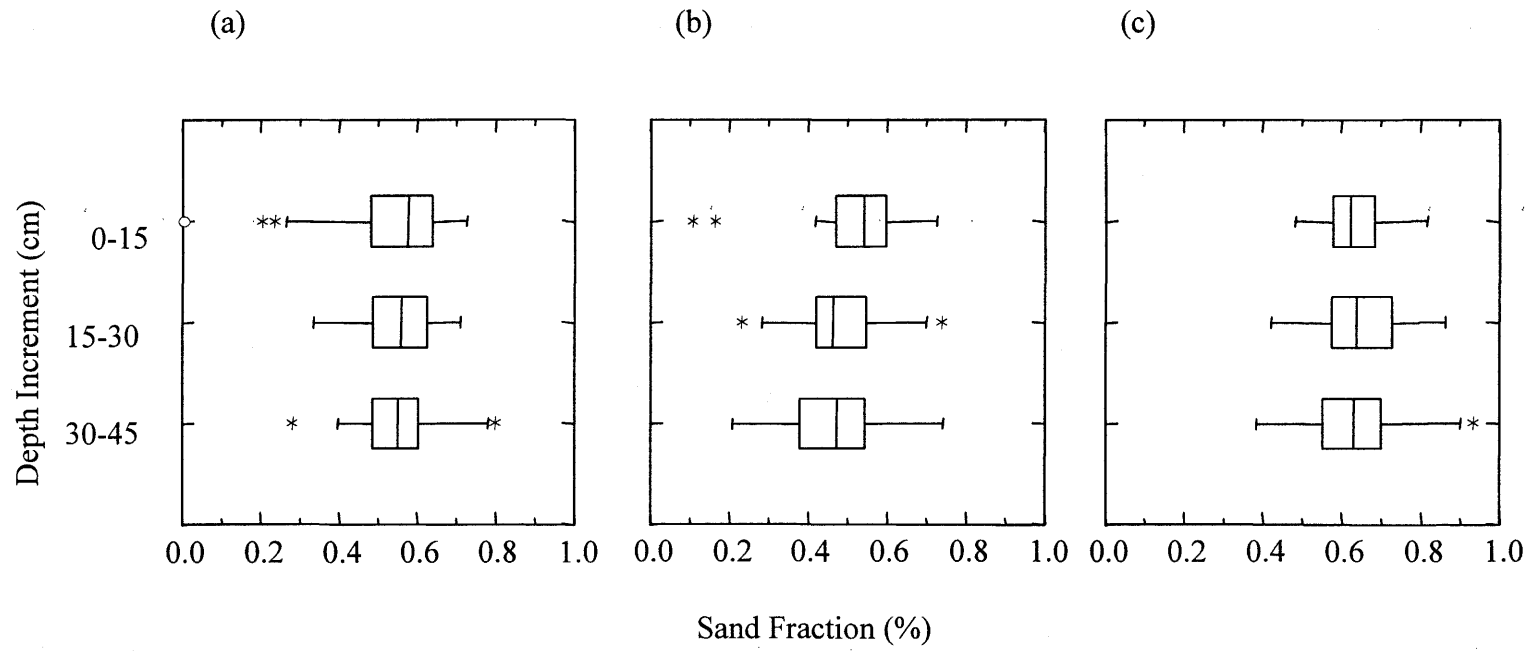 (a) (b) (c)
Depth Increment (cm)
0-15
15-30
30-45
0.0 0.2 0.4 0.6 0.8 1.0 0.0 0.2 0.4 0.6 0.8 1.0 0.0 0.2 0.4 0.6 0.8 1.0
Sand Fraction (%)